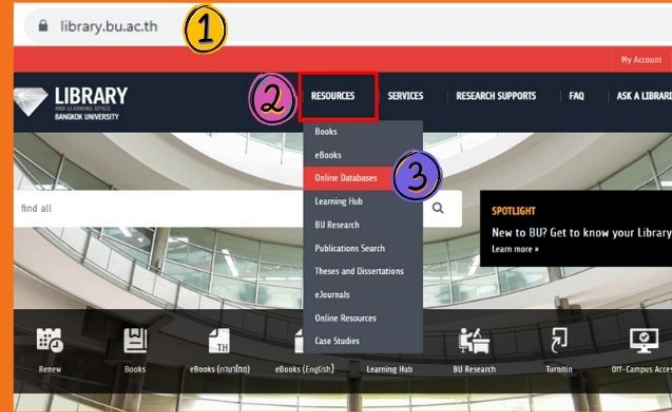 library.bu.ac.th
1
My Account
LIBRARY
AND LEARNING SPACE
BANGKOK UNIVERSITY
2
RESOURCES
SERVICES
RESEARCH SUPPORTS
FAQ
ASK A LIBRARI
Books
eBooks
Online Databases
3
Learning Hub
BU Research
Publications Search
Theses and Dissertations
eJournals
Online Resources
Case Studies
find all
SPOTLIGHT
New to BU? Get to know your Library
Learn more »
TH
Renew
Books
eBooks (ภาษาไทย)
eBooks (English)
Learning Hub
BU Research
Turnitin
Off-Campus Acces